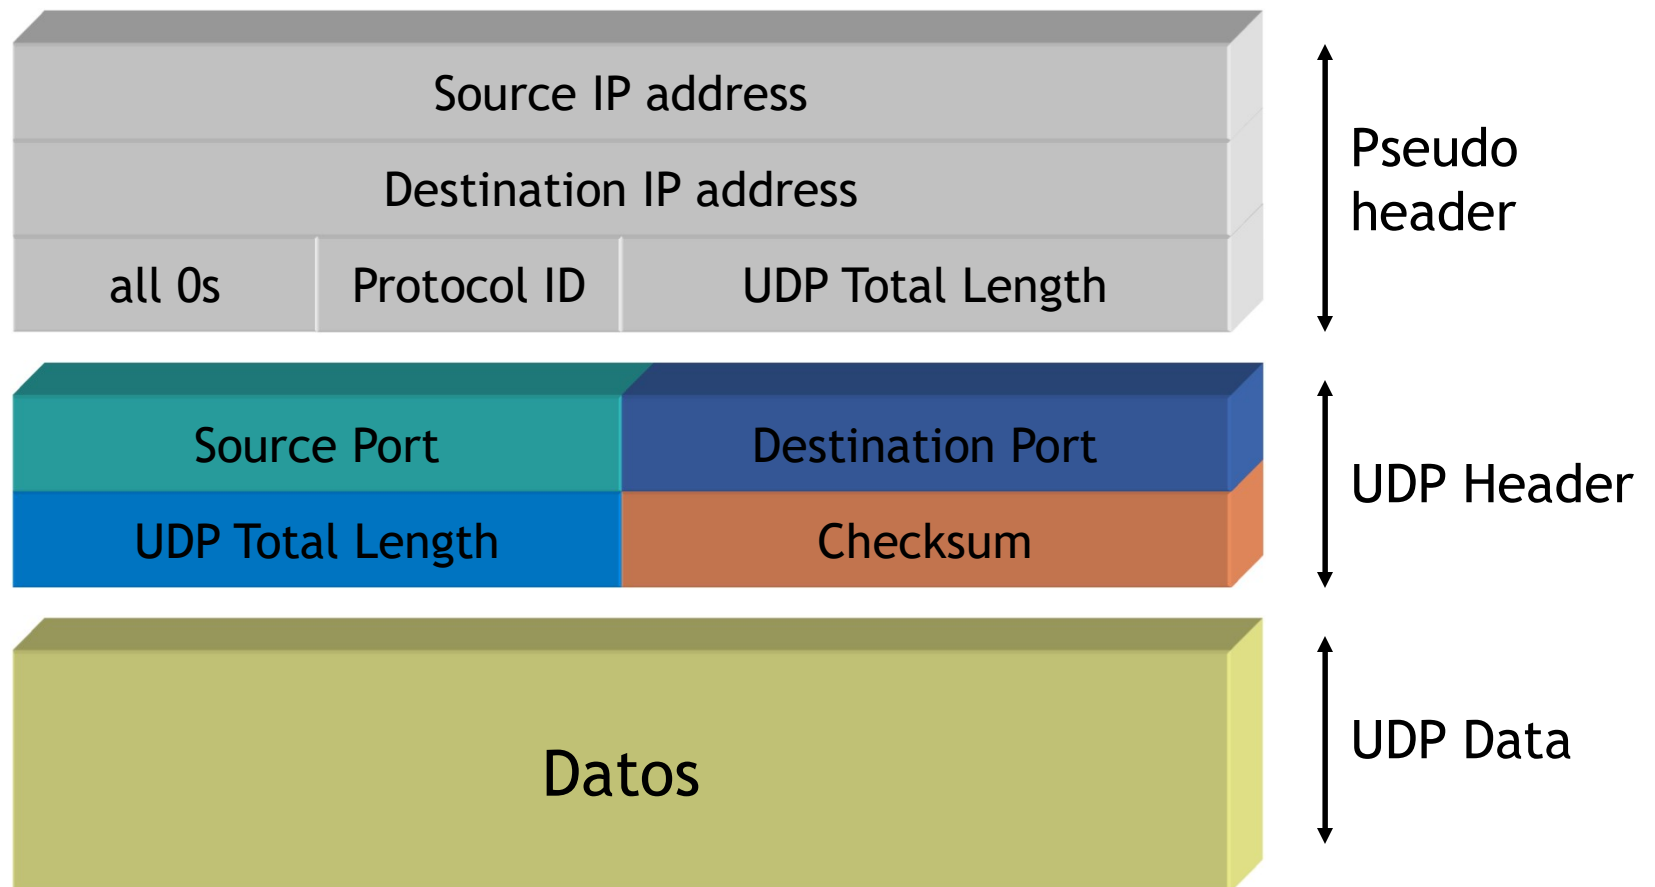 Source IP address
Destination IP address
Pseudo
header
all 0s Protocol ID UDP Total Length
Source Port Destination Port
UDP Header
UDP Total Length Checksum
Datos
UDP Data